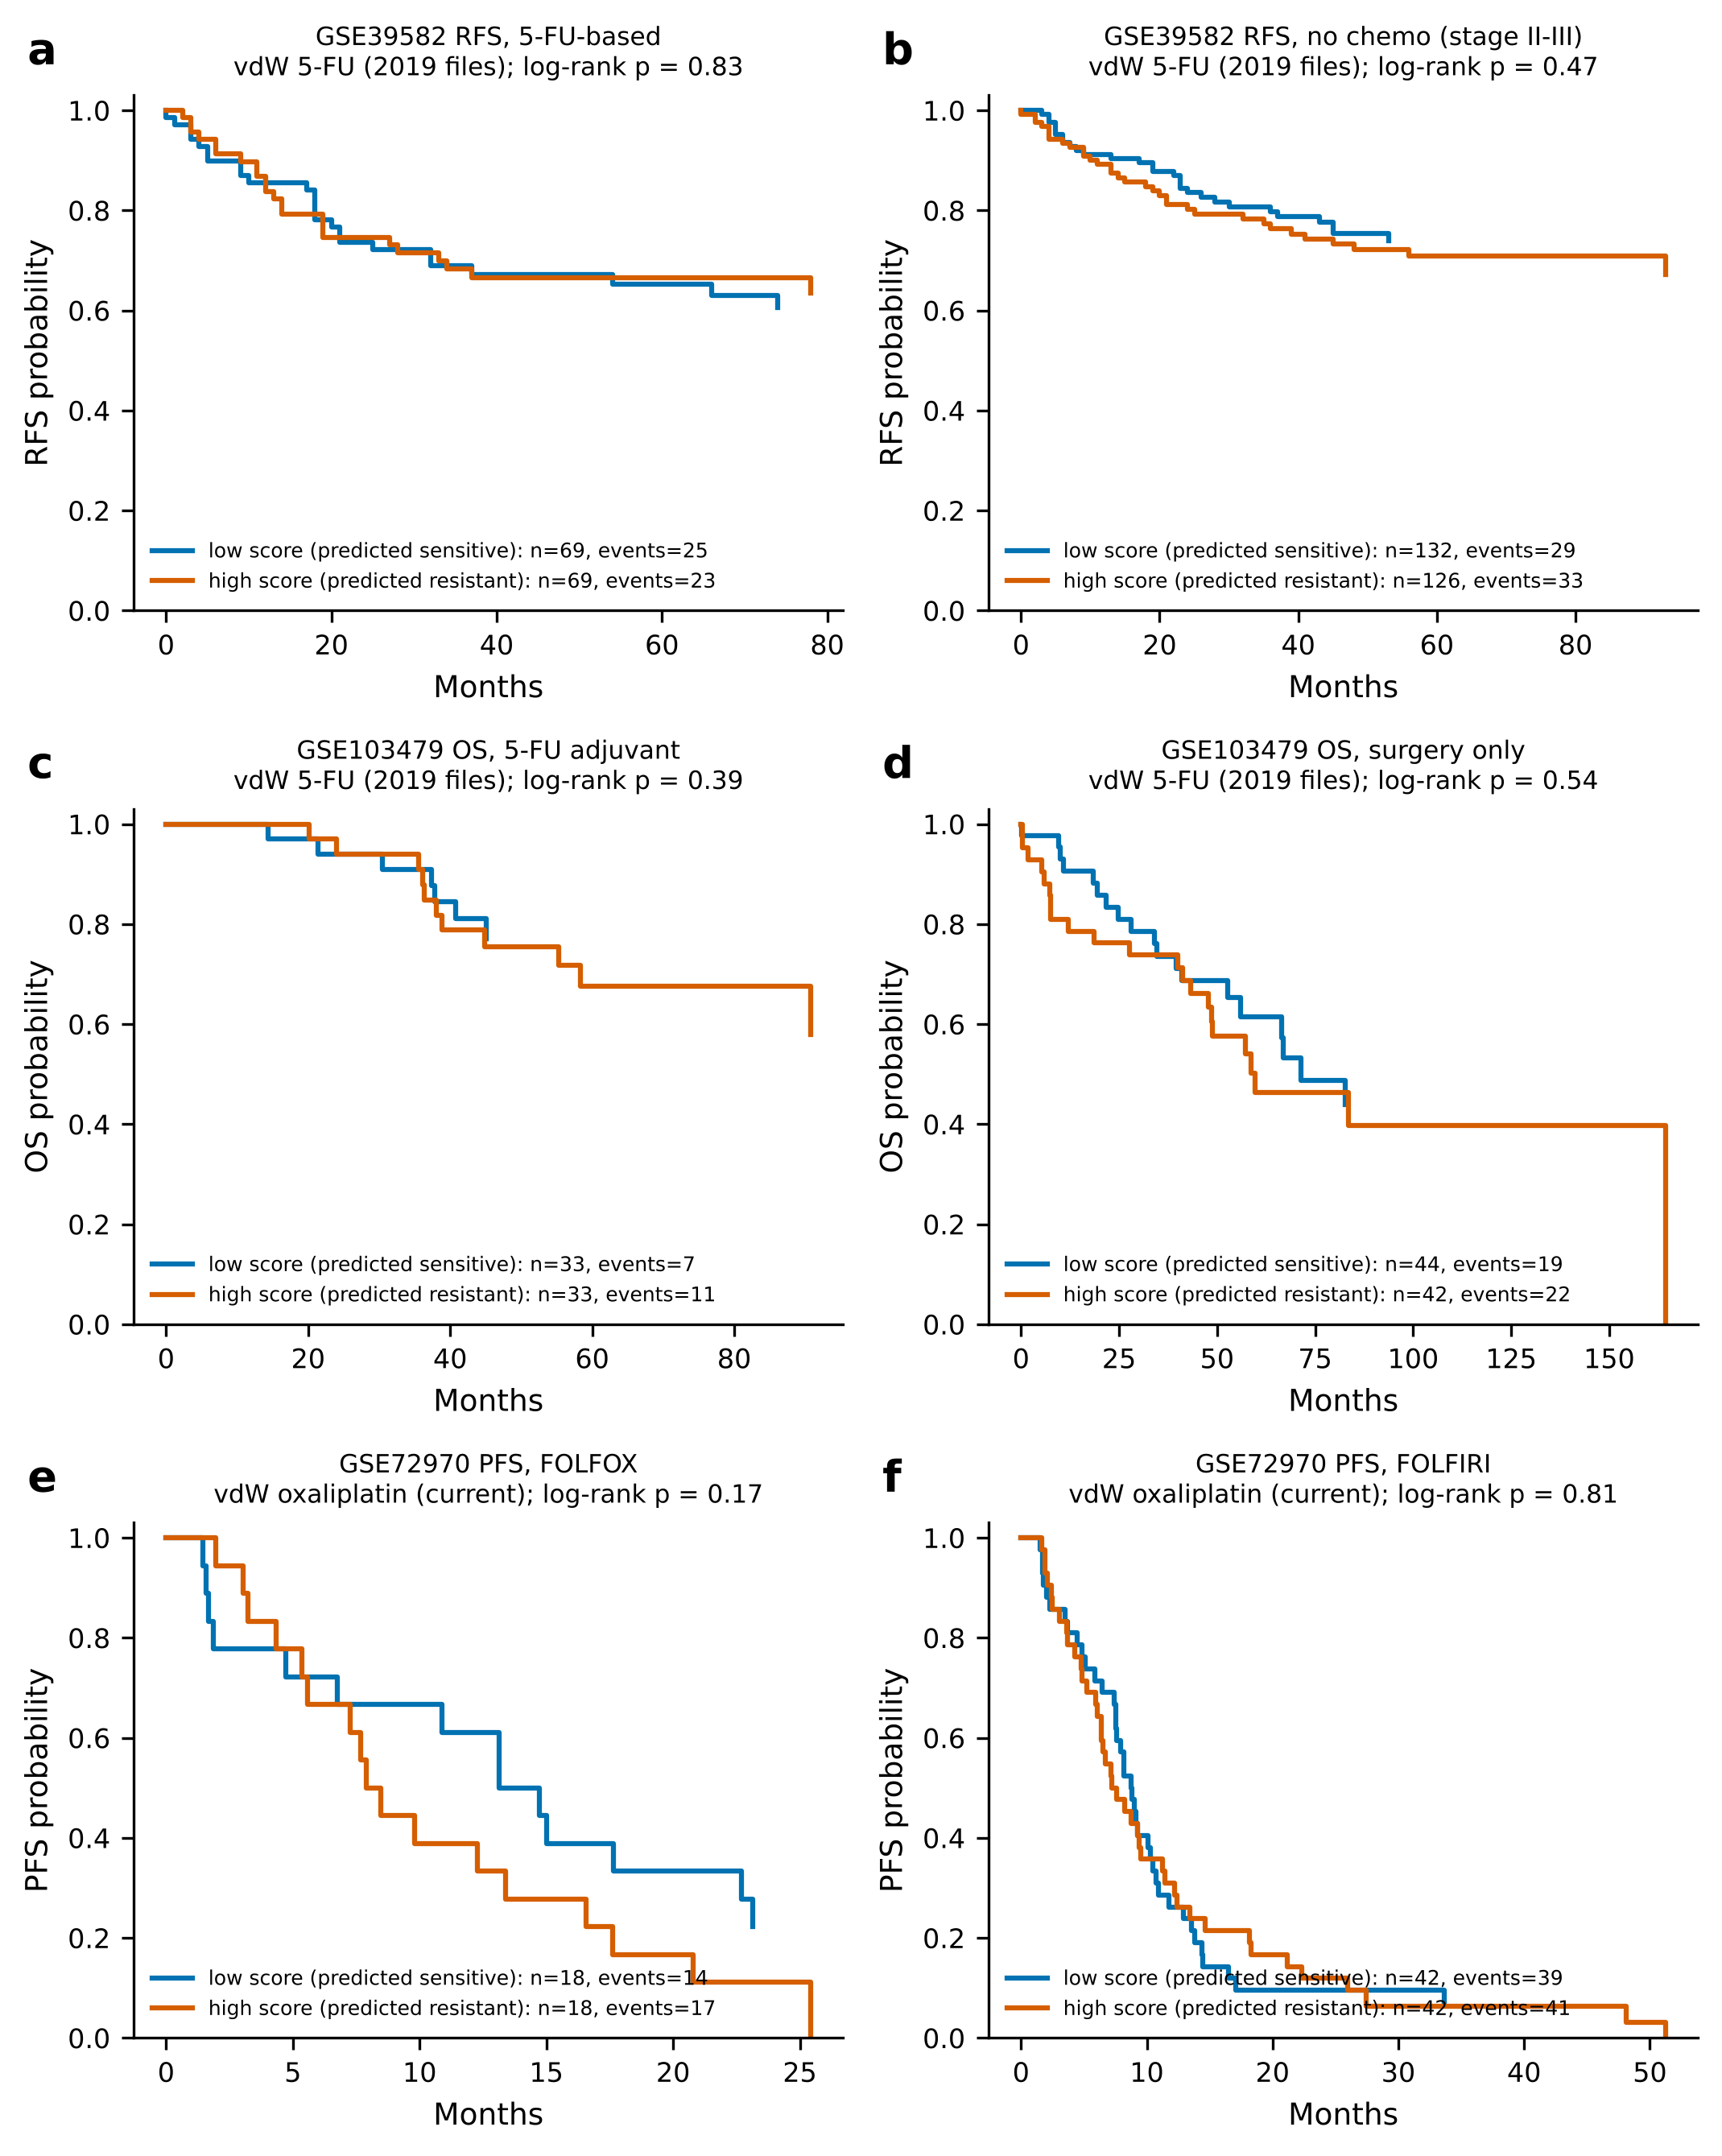 a
GSE39582 RFS, 5-FU-based
vdW 5-FU (2019 files); log-rank p = 0.83
RFS probability
1.0
0.8
0.6
0.4
0.2
0.0
low score (predicted sensitive): n=69, events=25
high score (predicted resistant): n=69, events=23
0 20 40 60 80
Months
b
GSE39582 RFS, no chemo (stage II-III)
vdW 5-FU (2019 files); log-rank p = 0.47
RFS probability
1.0
0.8
0.6
0.4
0.2
0.0
low score (predicted sensitive): n=132, events=29
high score (predicted resistant): n=126, events=33
0 20 40 60 80
Months
c
GSE103479 OS, 5-FU adjuvant
vdW 5-FU (2019 files); log-rank p = 0.39
OS probability
1.0
0.8
0.6
0.4
0.2
0.0
low score (predicted sensitive): n=33, events=7
high score (predicted resistant): n=33, events=11
0 20 40 60 80
Months
d
GSE103479 OS, surgery only
vdW 5-FU (2019 files); log-rank p = 0.54
OS probability
1.0
0.8
0.6
0.4
0.2
0.0
low score (predicted sensitive): n=44, events=19
high score (predicted resistant): n=42, events=22
0 25 50 75 100 125 150
Months
e
GSE72970 PFS, FOLFOX
vdW oxaliplatin (current); log-rank p = 0.17
PFS probability
1.0
0.8
0.6
0.4
0.2
0.0
low score (predicted sensitive): n=18, events=14
high score (predicted resistant): n=18, events=17
0 5 10 15 20 25
Months
f
GSE72970 PFS, FOLFIRI
vdW oxaliplatin (current); log-rank p = 0.81
PFS probability
1.0
0.8
0.6
0.4
0.2
0.0
low score (predicted sensitive): n=42, events=39
high score (predicted resistant): n=42, events=41
0 10 20 30 40 50
Months